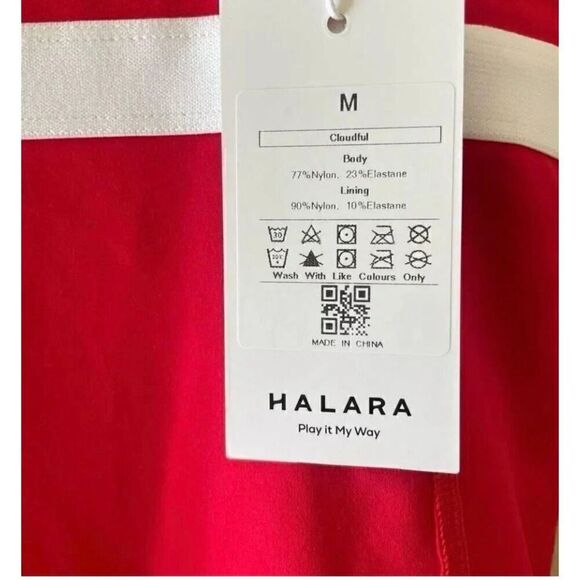 M
Cloudful
Body
77%Nylon, 23%Elastane
Lining
90%Nylon, 10%Elastane
30
Wash With Like Colours Only
MADE IN CHINA
HALARA
Play it My Way